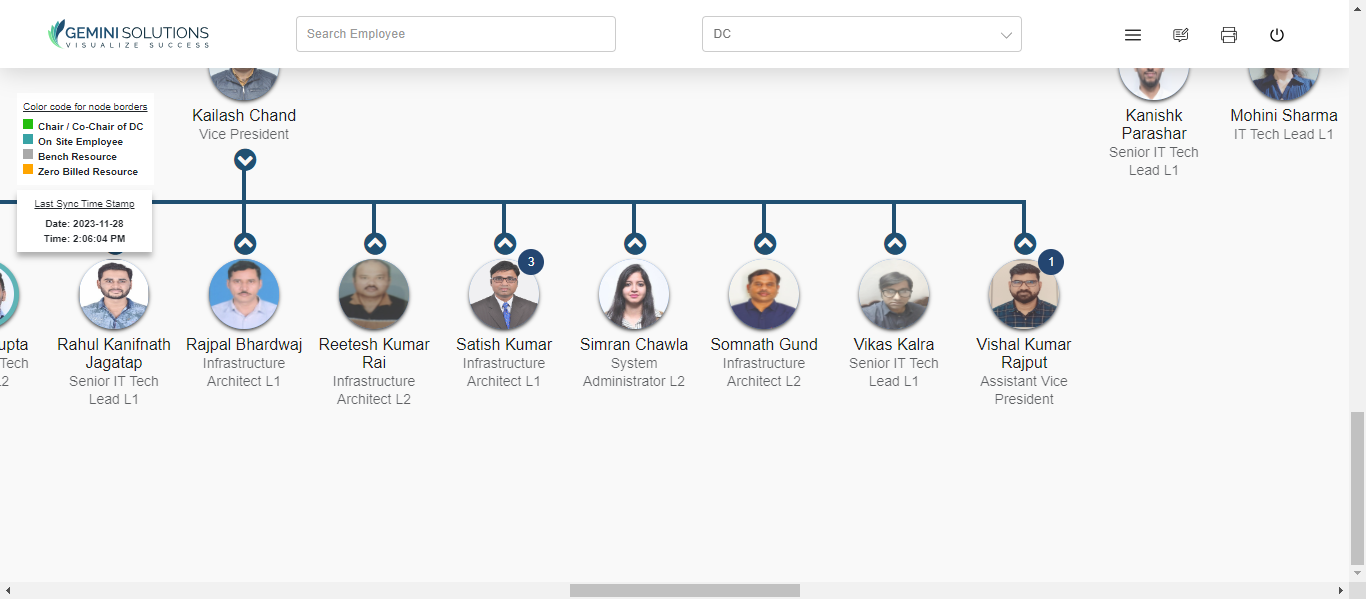 GEMINI SOLUTIONS
VISUALIZE SUCCESS
Search Employee
DC
Color code for node borders
Chair / Co-Chair of DC
On Site Employee
Bench Resource
Zero Billed Resource
Last Sync Time Stamp
Date: 2023-11-28
Time: 2:06:04 PM
Kailash Chand
Vice President
Kanishk
Parashar
Senior IT Tech
Lead L1
Mohini Sharma
IT Tech Lead L1
3
1
upta
Tech
L2
Rahul Kanifnath
Jagatap
Senior IT Tech
Lead L1
Rajpal Bhardwaj
Infrastructure
Architect L1
Reetesh Kumar
Rai
Infrastructure
Architect L2
Satish Kumar
Infrastructure
Architect L1
Simran Chawla
System
Administrator L2
Somnath Gund
Infrastructure
Architect L2
Vikas Kalra
Senior IT Tech
Lead L1
Vishal Kumar
Rajput
Assistant Vice
President